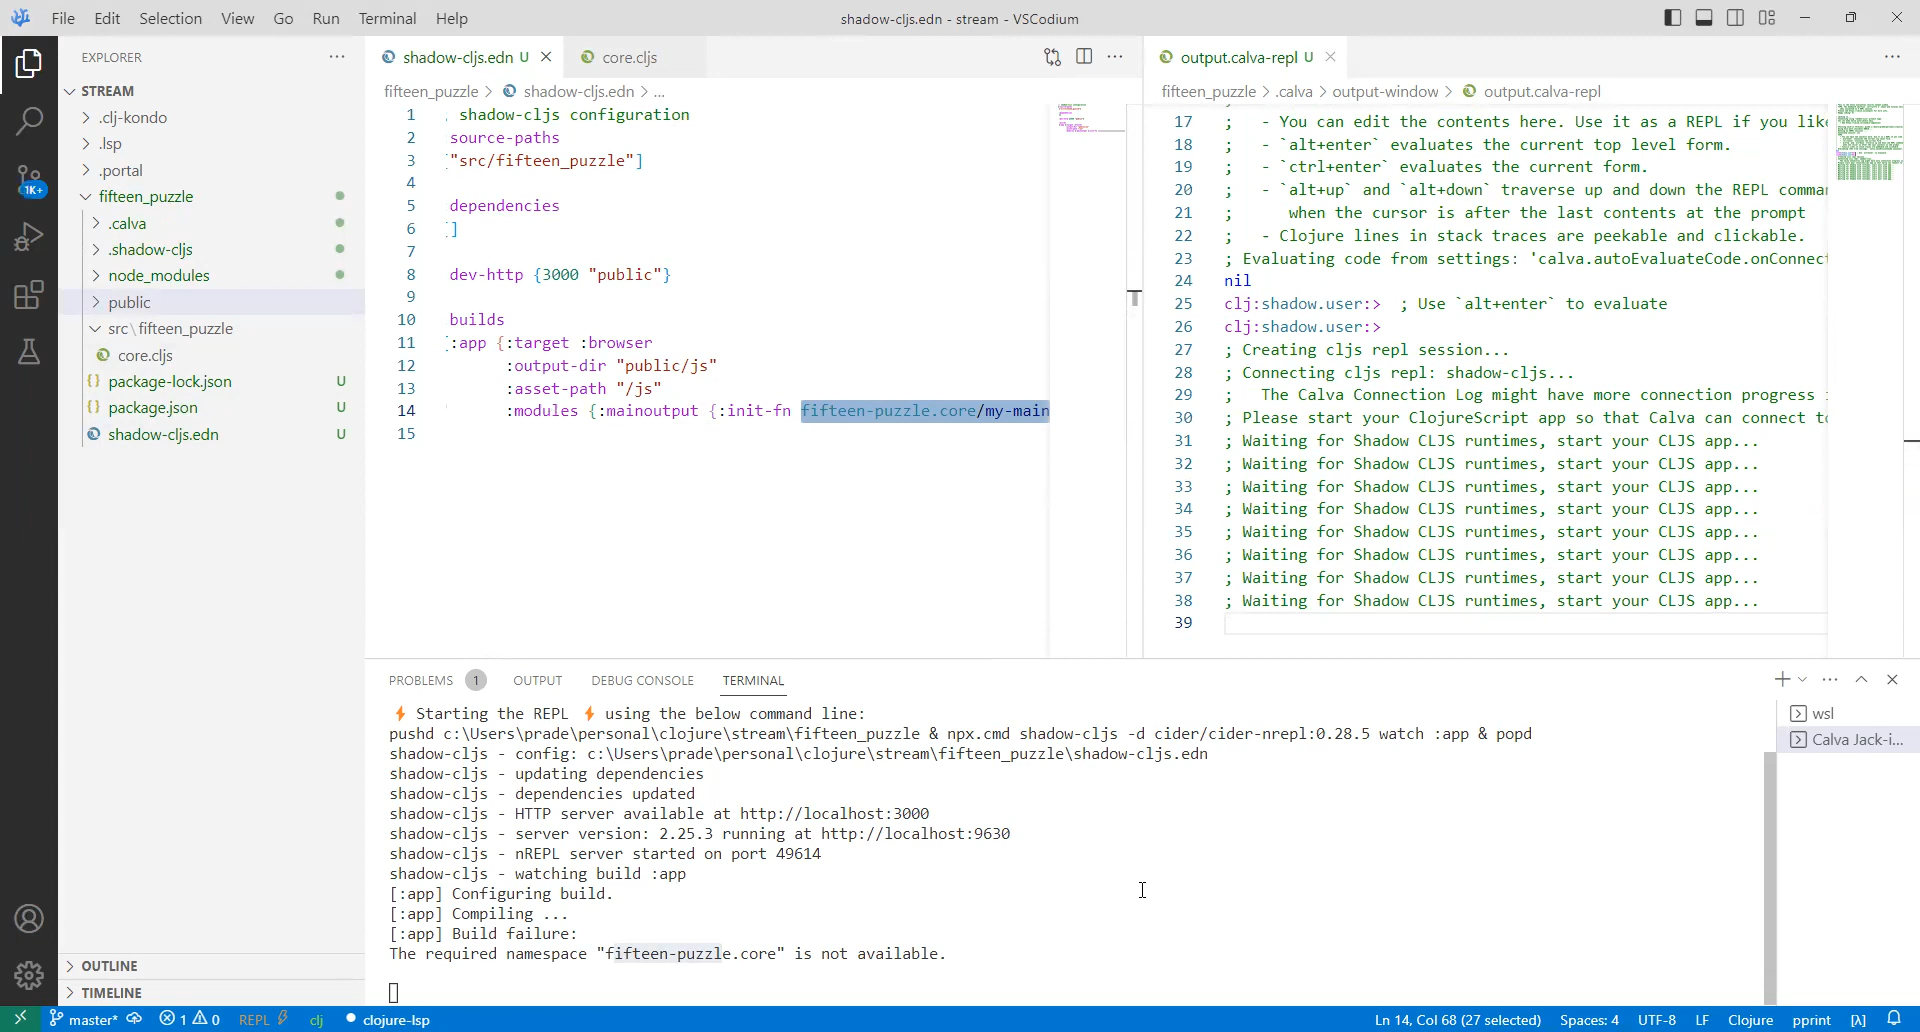 File Edit Selection View Go Run Terminal Help
shadow-cljs.edn - stream - VSCodium
EXPLORER
STREAM
.clj-kondo
.lsp
.portal
fifteen_puzzle
.calva
.shadow-cljs
node_modules
public
src\fifteen_puzzle
core.cljs
package-lock.json U
package.json U
shadow-cljs.edn U
OUTLINE
TIMELINE
1K+
shadow-cljs.edn U
core.cljs
fifteen_puzzle > shadow-cljs.edn > ...
1 shadow-cljs configuration
2 source-paths
3 ["src/fifteen_puzzle"]
4
5 dependencies
6 []
7
8 dev-http {3000 "public"}
9
10 builds
11 [:app {:target :browser
12 :output-dir "public/js"
13 :asset-path "/js"
14 :modules {:mainoutput {:init-fn fifteen-puzzle.core/my-main
15
output.calva-repl U
fifteen_puzzle > .calva > output-window > output.calva-repl
17 ;   - You can edit the contents here. Use it as a REPL if you like
18 ;   - `alt+enter` evaluates the current top level form.
19 ;   - `ctrl+enter` evaluates the current form.
20 ;   - `alt+up` and `alt+down` traverse up and down the REPL comman
21 ;      when the cursor is after the last contents at the prompt
22 ;   - Clojure lines in stack traces are peekable and clickable.
23 ; Evaluating code from settings: 'calva.autoEvaluateCode.onConnect
24 nil
25 clj:shadow.user:>  ; Use `alt+enter` to evaluate
26 clj:shadow.user:>
27 ; Creating cljs repl session...
28 ; Connecting cljs repl: shadow-cljs...
29 ;   The Calva Connection Log might have more connection progress
30 ; Please start your ClojureScript app so that Calva can connect to
31 ; Waiting for Shadow CLJS runtimes, start your CLJS app...
32 ; Waiting for Shadow CLJS runtimes, start your CLJS app...
33 ; Waiting for Shadow CLJS runtimes, start your CLJS app...
34 ; Waiting for Shadow CLJS runtimes, start your CLJS app...
35 ; Waiting for Shadow CLJS runtimes, start your CLJS app...
36 ; Waiting for Shadow CLJS runtimes, start your CLJS app...
37 ; Waiting for Shadow CLJS runtimes, start your CLJS app...
38 ; Waiting for Shadow CLJS runtimes, start your CLJS app...
39
PROBLEMS 1 OUTPUT DEBUG CONSOLE TERMINAL
Starting the REPL using the below command line:
pushd c:\Users\prade\personal\clojure\stream\fifteen_puzzle & npx.cmd shadow-cljs -d cider/cider-nrepl:0.28.5 watch :app & popd
shadow-cljs - config: c:\Users\prade\personal\clojure\stream\fifteen_puzzle\shadow-cljs.edn
shadow-cljs - updating dependencies
shadow-cljs - dependencies updated
shadow-cljs - HTTP server available at http://localhost:3000
shadow-cljs - server version: 2.25.3 running at http://localhost:9630
shadow-cljs - nREPL server started on port 49614
shadow-cljs - watching build :app
[:app] Configuring build.
[:app] Compiling ...
[:app] Build failure:
The required namespace "fifteen-puzzle.core" is not available.
wsl
Calva Jack-i...
master* 1 0 REPL clj clojure-lsp
Ln 14, Col 68 (27 selected) Spaces: 4 UTF-8 LF Clojure pprint [λ]